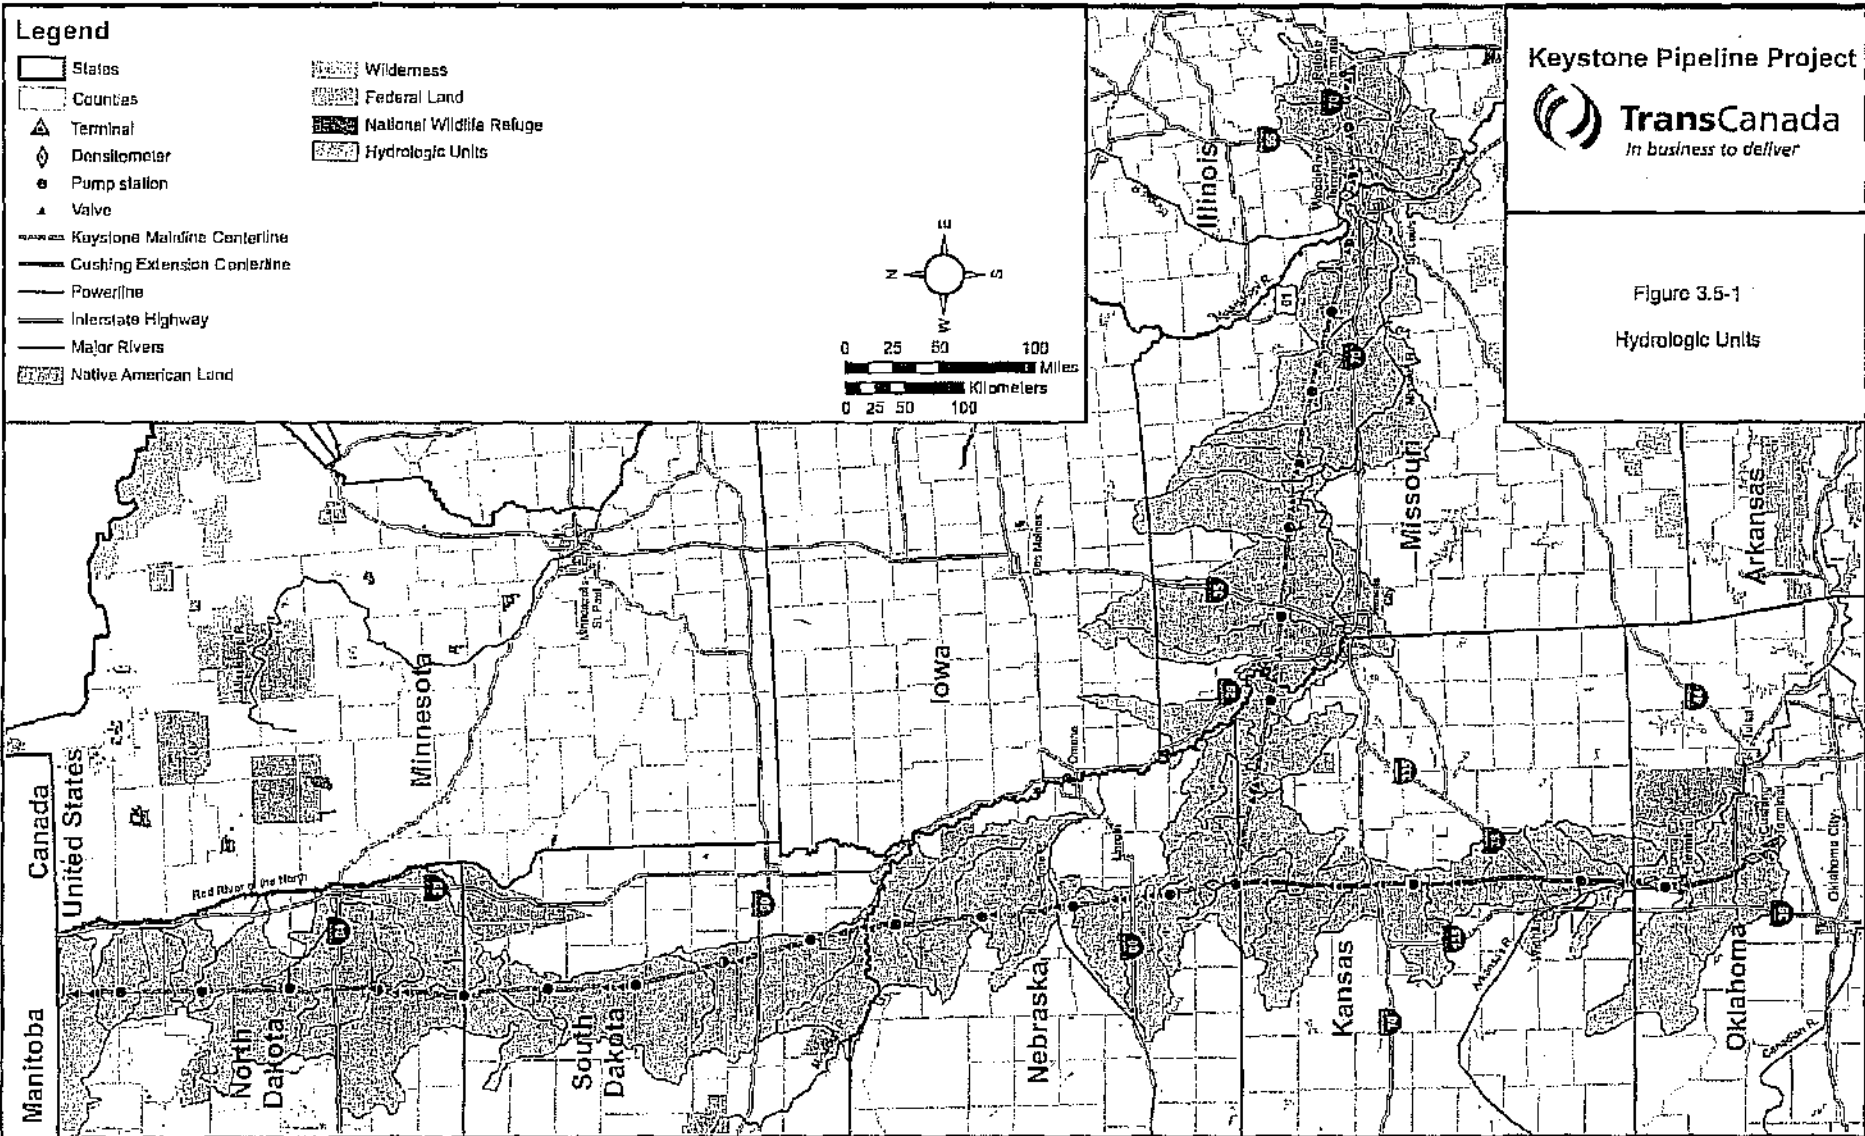 Legend
States
Counties
Terminal
Densitometer
Pump station
Valve
Keystone Mainline Centerline
Cushing Extension Centerline
Powerline
Interstate Highway
Major Rivers
Native American Land
Wilderness
Federal Land
National Wildlife Refuge
Hydrologic Units
N
E
S
W
0 25 50 100
Miles
Kilometers
0 25 50 100
Keystone Pipeline Project
TransCanada
In business to deliver
Figure 3.5-1
Hydrologic Units
Illinois
Missouri
Arkansas
Iowa
Minnesota
Minneapolis
St. Paul
Des Moines
Omaha
Canada
United States
Manitoba
Red River of the North
North
Dakota
South
Dakota
Nebraska
Kansas
Oklahoma
Oklahoma City
Canadian R.